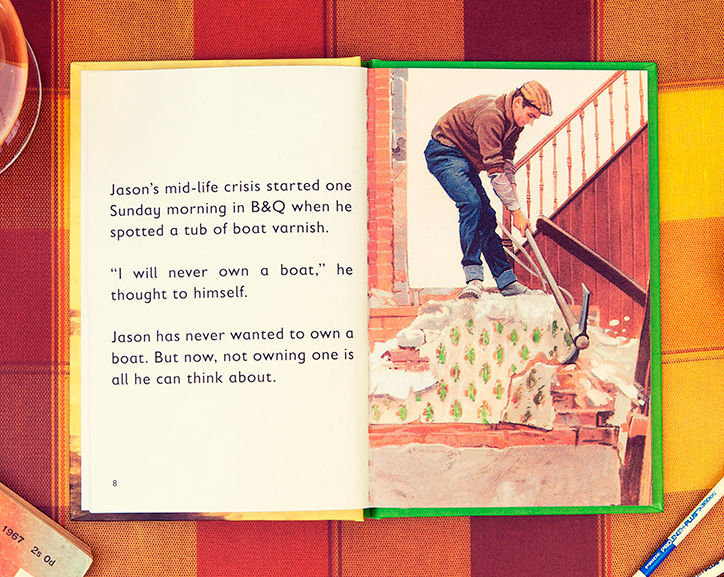 Jason's mid-life crisis started one
Sunday morning in B&Q when he
spotted a tub of boat varnish.
"I will never own a boat," he
thought to himself.
Jason has never wanted to own a
boat. But now, not owning one is
all he can think about.
8
1967 2s 0d